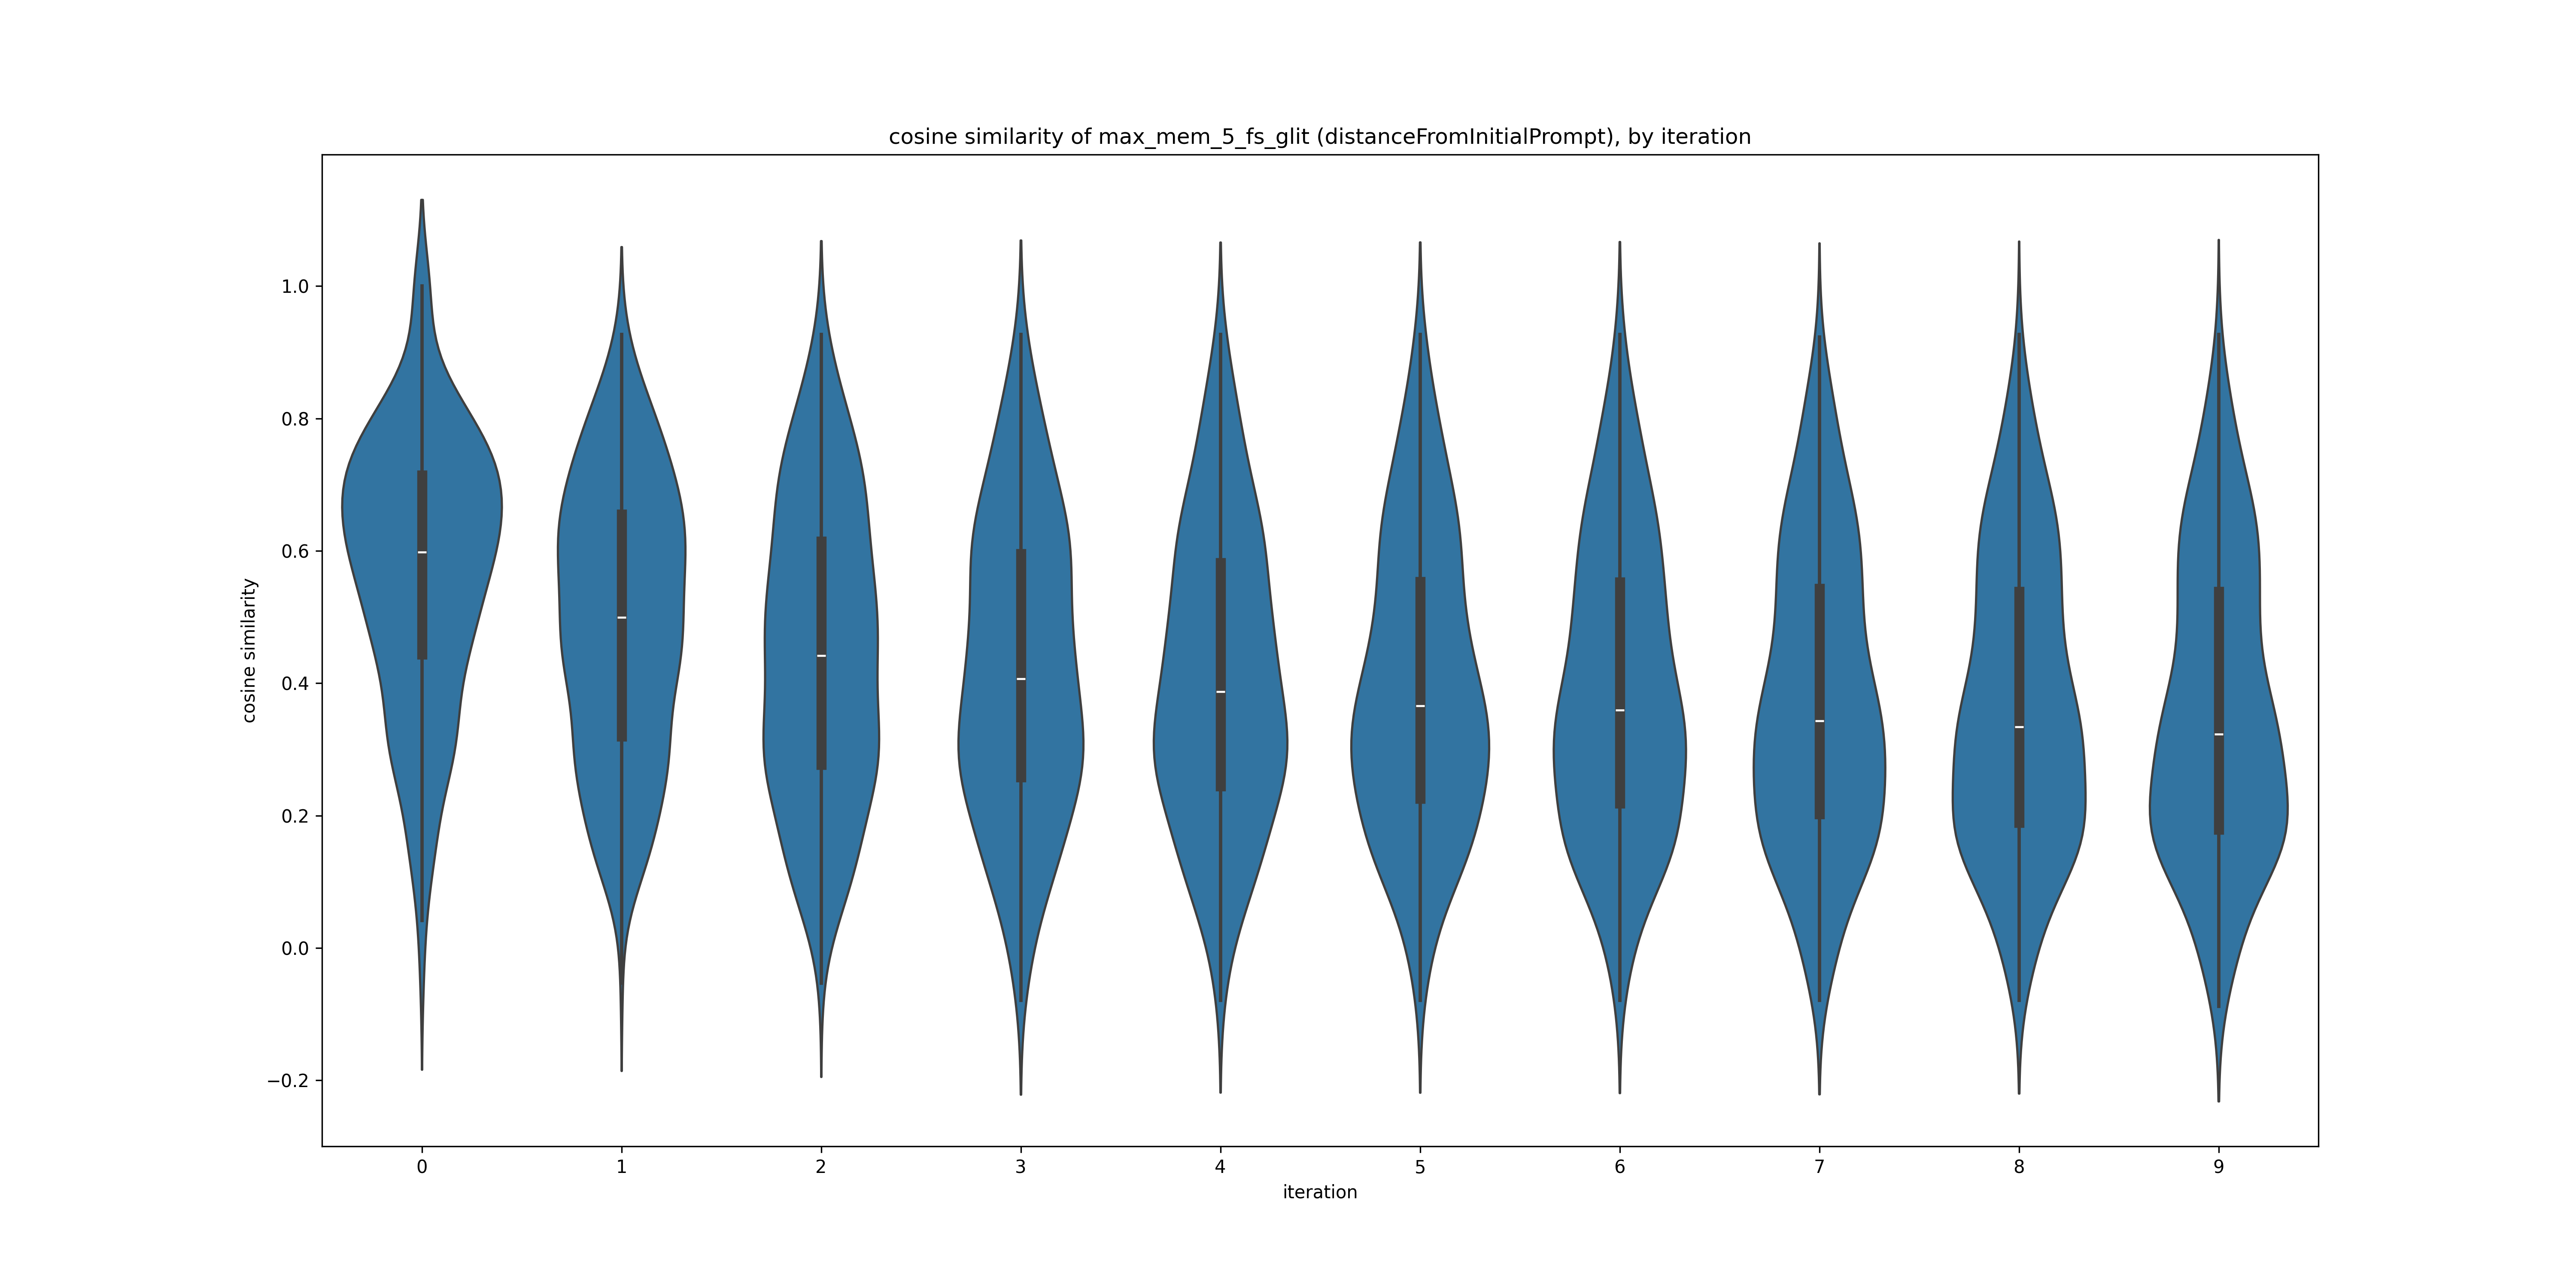 cosine similarity of max_mem_5_fs_glit (distanceFromInitialPrompt), by iteration
cosine similarity
1.0
0.8
0.6
0.4
0.2
0.0
−0.2
0 1 2 3 4 5 6 7 8 9
iteration